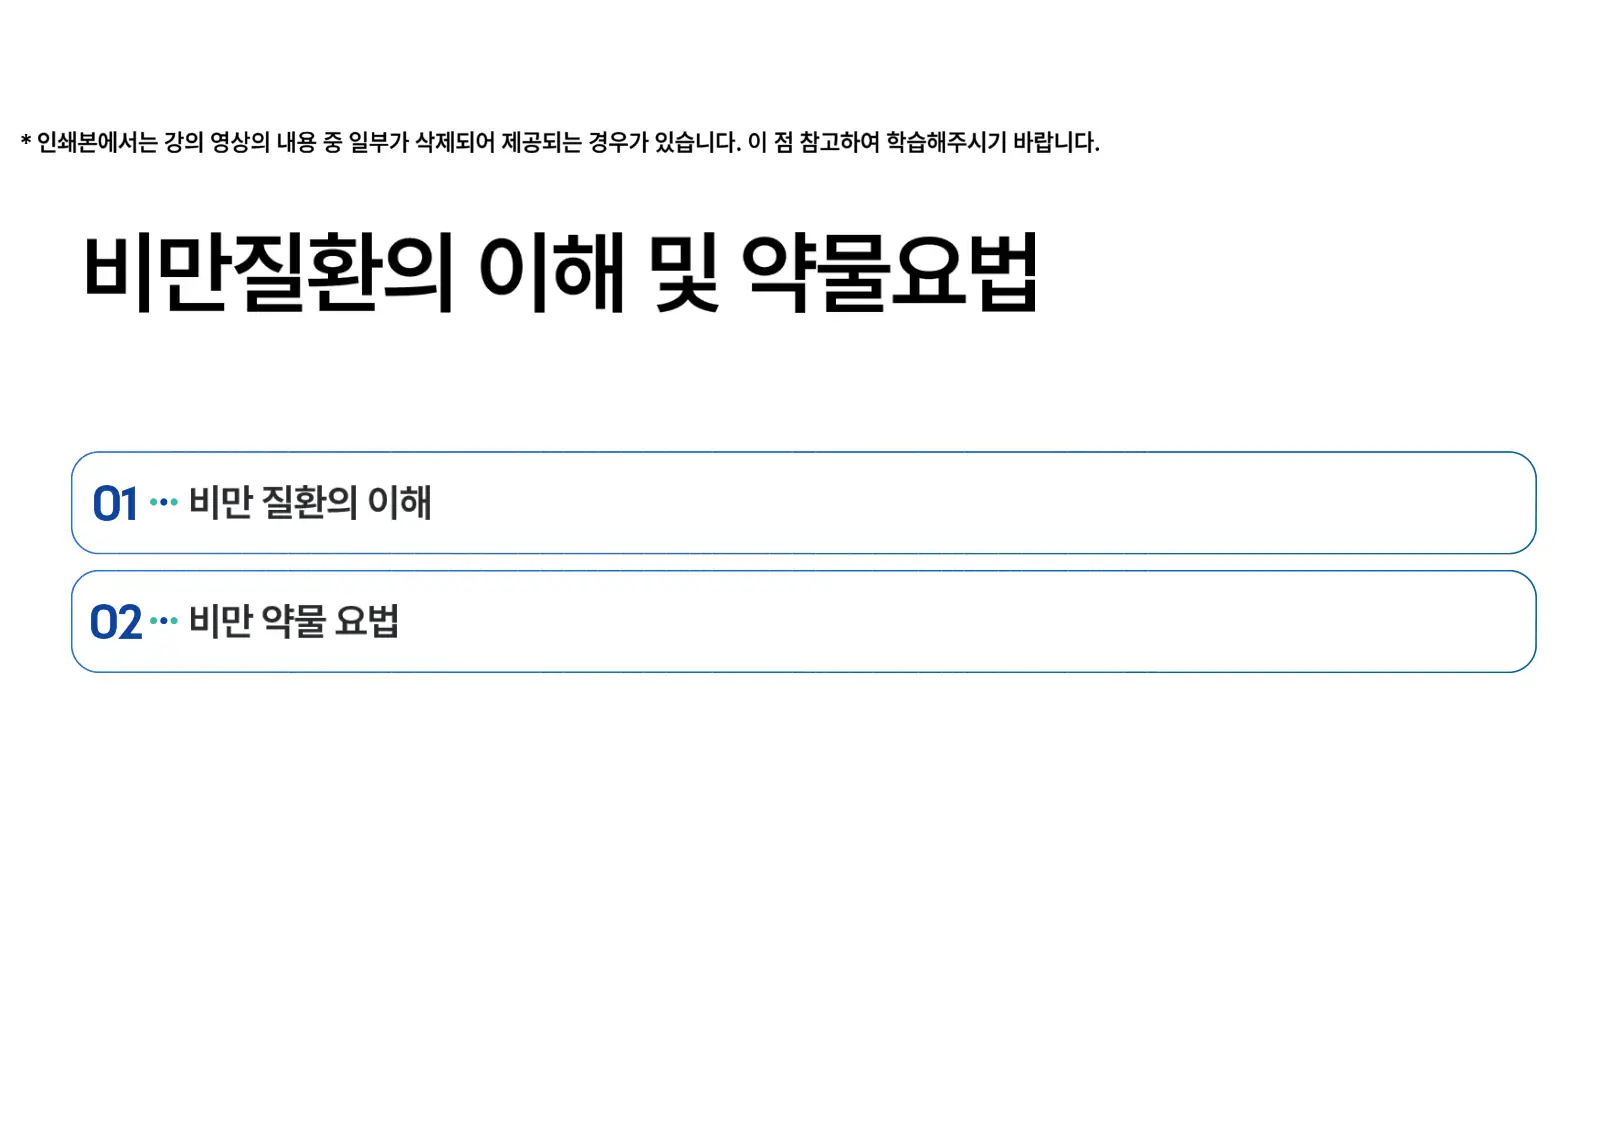 * 인쇄본에서는 강의 영상의 내용 중 일부가 삭제되어 제공되는 경우가 있습니다. 이 점 참고하여 학습해주시기 바랍니다.
비만질환의 이해 및 약물요법
01 ··· 비만 질환의 이해
02 ··· 비만 약물 요법